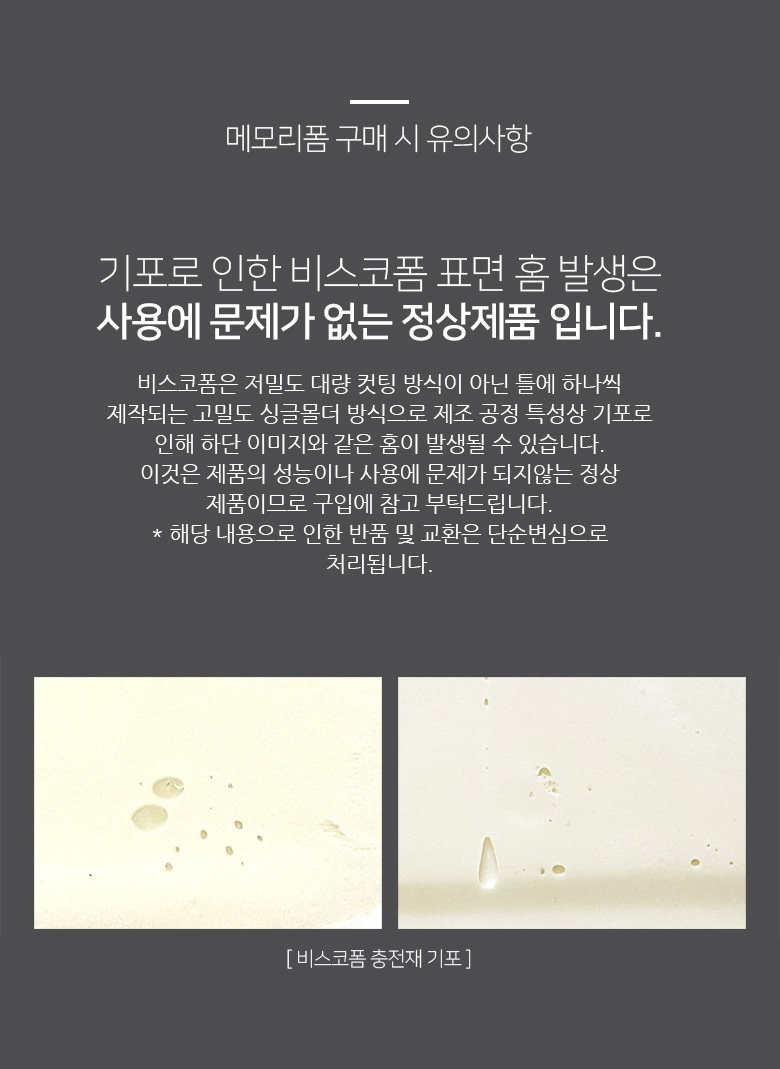 메모리폼 구매 시 유의사항
기포로 인한 비스코폼 표면 홈 발생은
사용에 문제가 없는 정상제품 입니다.
비스코폼은 저밀도 대량 컷팅 방식이 아닌 틀에 하나씩
제작되는 고밀도 싱글몰더 방식으로 제조 공정 특성상 기포로
인해 하단 이미지와 같은 홈이 발생될 수 있습니다.
이것은 제품의 성능이나 사용에 문제가 되지않는 정상
제품이므로 구입에 참고 부탁드립니다.
* 해당 내용으로 인한 반품 및 교환은 단순변심으로
처리됩니다.
[ 비스코폼 충전재 기포 ]